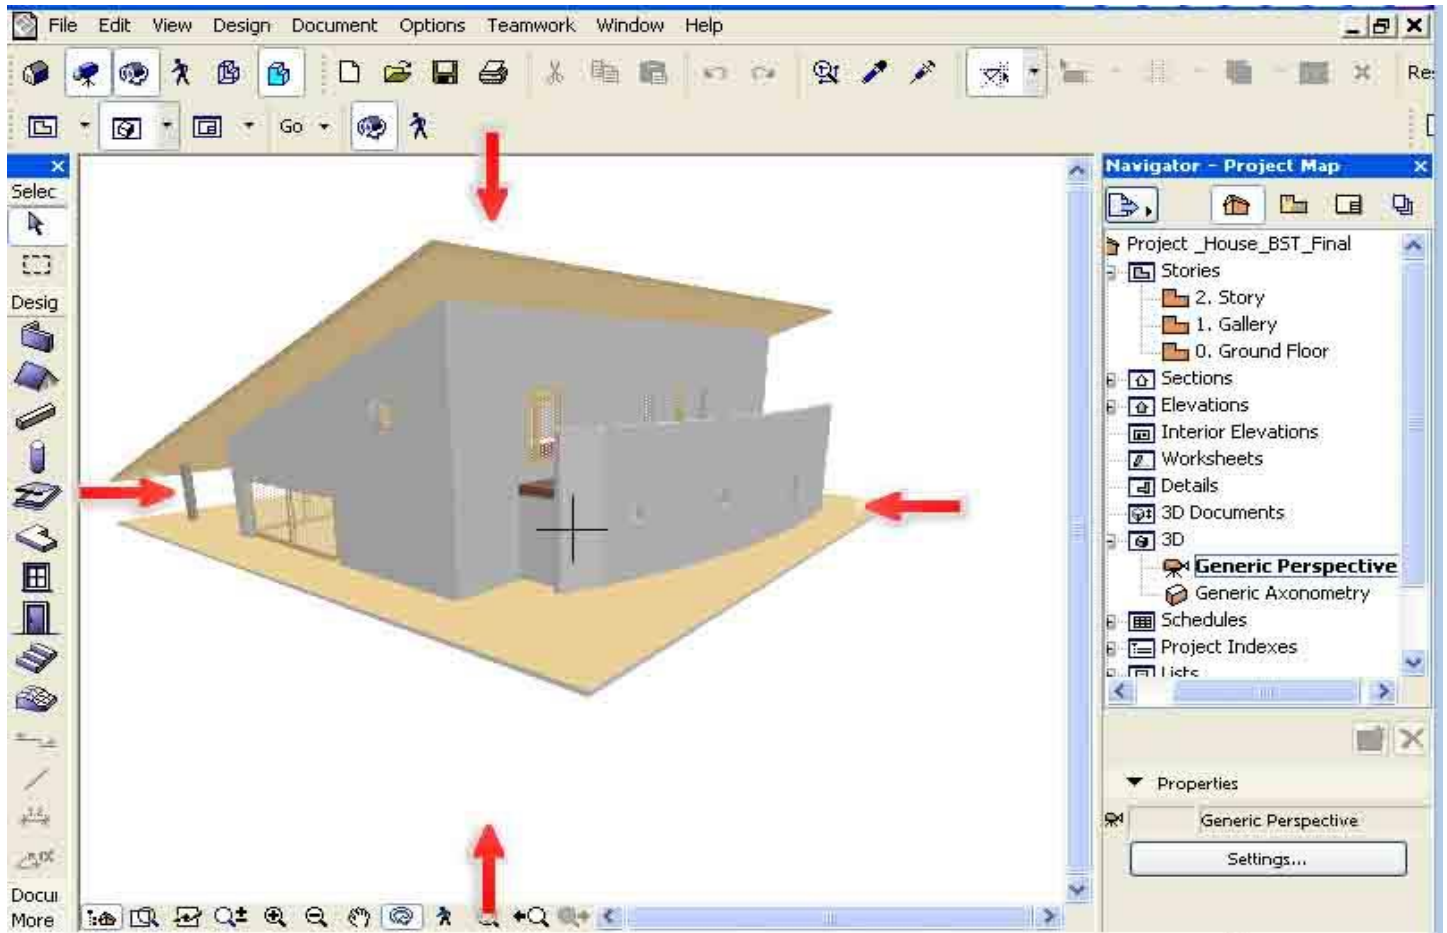 File Edit View Design Document Options Teamwork Window Help
Go
Selec
Navigator - Project Map
Project _House_BST_Final
Stories
2. Story
1. Gallery
0. Ground Floor
Sections
Elevations
Interior Elevations
Worksheets
Details
3D Documents
3D
Generic Perspective
Generic Axonometry
Schedules
Project Indexes
Lists
Desig
Properties
Generic Perspective
Settings...
Docui
More